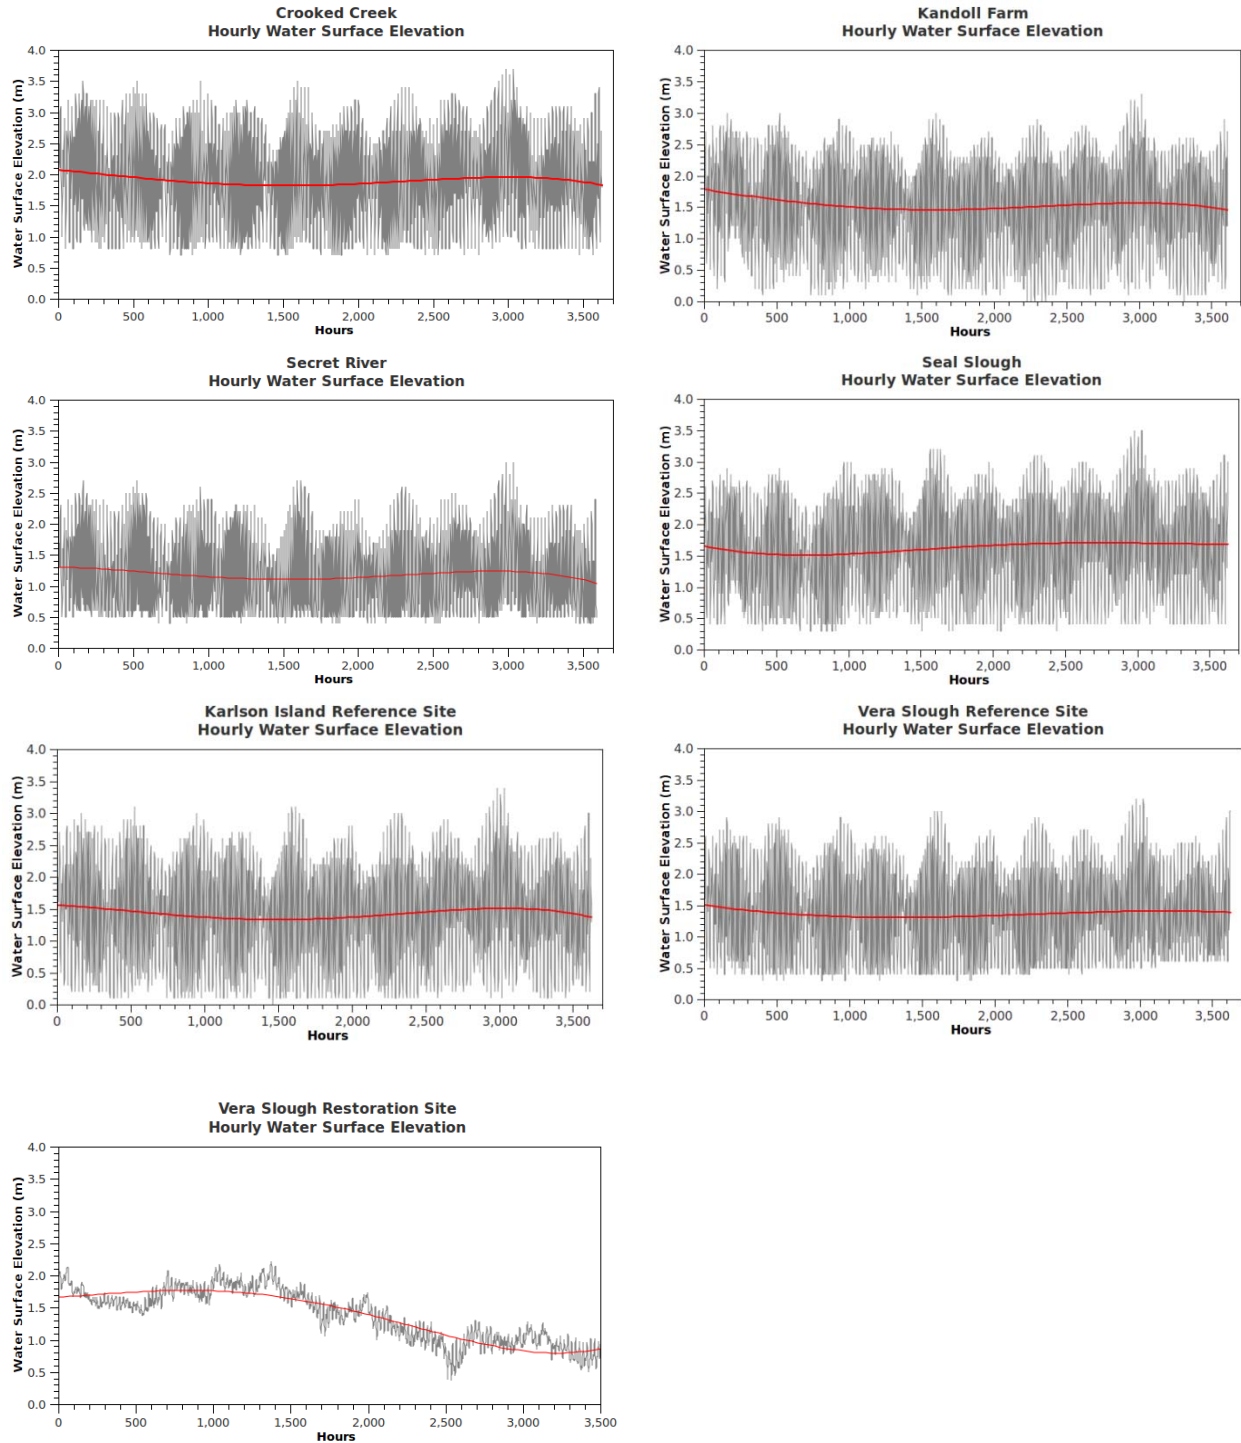 Crooked Creek
Hourly Water Surface Elevation
Water Surface Elevation (m)
4.0
3.5
3.0
2.5
2.0
1.5
1.0
0.5
0.0
0 500 1,000 1,500 2,000 2,500 3,000 3,500
Hours
Kandoll Farm
Hourly Water Surface Elevation
Water Surface Elevation (m)
4.0
3.5
3.0
2.5
2.0
1.5
1.0
0.5
0.0
0 500 1,000 1,500 2,000 2,500 3,000 3,500
Hours
Secret River
Hourly Water Surface Elevation
Water Surface Elevation (m)
4.0
3.5
3.0
2.5
2.0
1.5
1.0
0.5
0.0
0 500 1,000 1,500 2,000 2,500 3,000 3,500
Hours
Seal Slough
Hourly Water Surface Elevation
Water Surface Elevation (m)
4.0
3.5
3.0
2.5
2.0
1.5
1.0
0.5
0.0
0 500 1,000 1,500 2,000 2,500 3,000 3,500
Hours
Karlson Island Reference Site
Hourly Water Surface Elevation
Water Surface Elevation (m)
4.0
3.5
3.0
2.5
2.0
1.5
1.0
0.5
0.0
0 500 1,000 1,500 2,000 2,500 3,000 3,500
Hours
Vera Slough Reference Site
Hourly Water Surface Elevation
Water Surface Elevation (m)
4.0
3.5
3.0
2.5
2.0
1.5
1.0
0.5
0.0
0 500 1,000 1,500 2,000 2,500 3,000 3,500
Hours
Vera Slough Restoration Site
Hourly Water Surface Elevation
Water Surface Elevation (m)
4.0
3.5
3.0
2.5
2.0
1.5
1.0
0.5
0.0
0 500 1,000 1,500 2,000 2,500 3,000 3,500
Hours